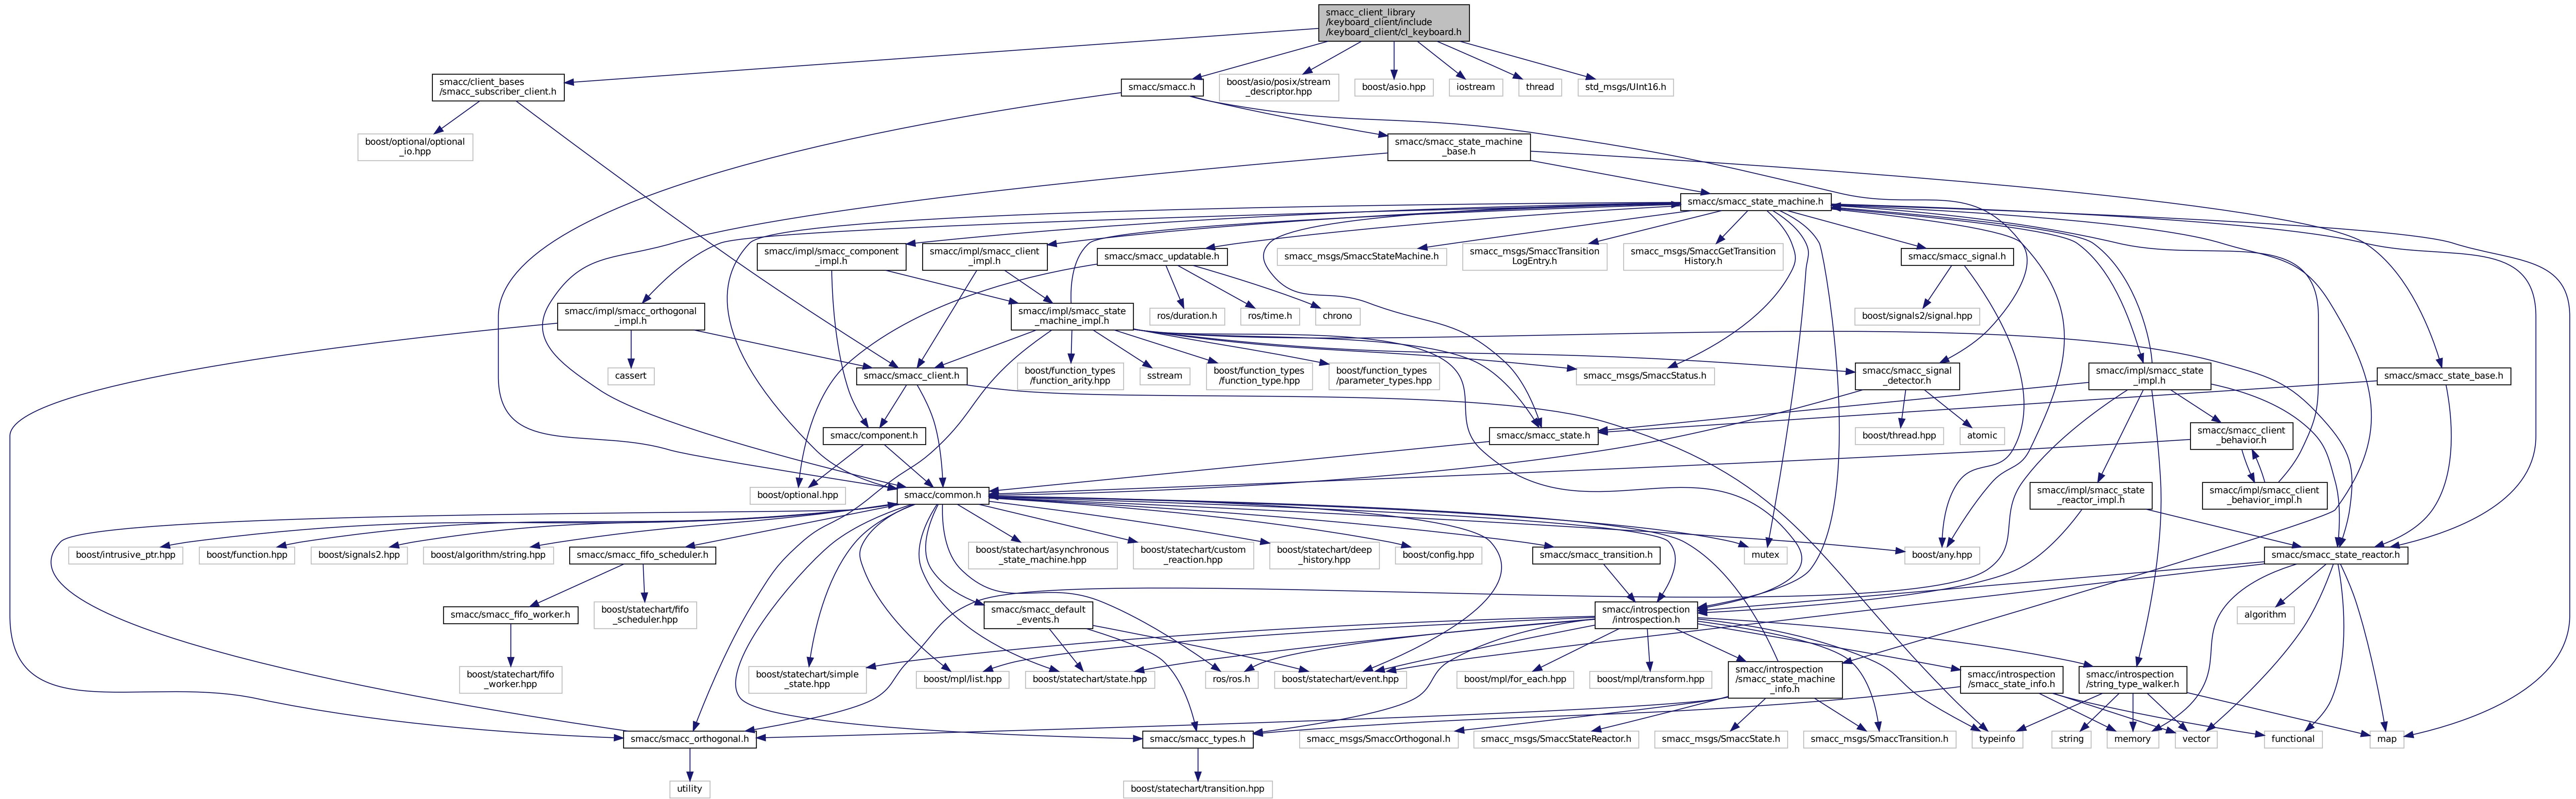 smacc_client_library
/keyboard_client/include
/keyboard_client/cl_keyboard.h
smacc/client_bases
/smacc_subscriber_client.h
smacc/smacc.h
boost/asio/posix/stream
_descriptor.hpp
boost/asio.hpp
iostream
thread
std_msgs/UInt16.h
boost/optional/optional
_io.hpp
smacc/smacc_state_machine
_base.h
smacc/smacc_state_machine.h
smacc/impl/smacc_component
_impl.h
smacc/impl/smacc_client
_impl.h
smacc/smacc_updatable.h
smacc_msgs/SmaccStateMachine.h
smacc_msgs/SmaccTransition
LogEntry.h
smacc_msgs/SmaccGetTransition
History.h
smacc/smacc_signal.h
smacc/impl/smacc_orthogonal
_impl.h
smacc/impl/smacc_state
_machine_impl.h
ros/duration.h
ros/time.h
chrono
boost/signals2/signal.hpp
cassert
smacc/smacc_client.h
boost/function_types
/function_arity.hpp
sstream
boost/function_types
/function_type.hpp
boost/function_types
/parameter_types.hpp
smacc_msgs/SmaccStatus.h
smacc/smacc_signal
_detector.h
smacc/impl/smacc_state
_impl.h
smacc/smacc_state_base.h
smacc/component.h
smacc/smacc_state.h
boost/thread.hpp
atomic
smacc/smacc_client
_behavior.h
boost/optional.hpp
smacc/common.h
smacc/impl/smacc_state
_reactor_impl.h
smacc/impl/smacc_client
_behavior_impl.h
boost/intrusive_ptr.hpp
boost/function.hpp
boost/signals2.hpp
boost/algorithm/string.hpp
smacc/smacc_fifo_scheduler.h
boost/statechart/asynchronous
_state_machine.hpp
boost/statechart/custom
_reaction.hpp
boost/statechart/deep
_history.hpp
boost/config.hpp
smacc/smacc_transition.h
mutex
boost/any.hpp
smacc/smacc_state_reactor.h
smacc/smacc_fifo_worker.h
boost/statechart/fifo
_scheduler.hpp
smacc/smacc_default
_events.h
smacc/introspection
/introspection.h
algorithm
boost/statechart/fifo
_worker.hpp
boost/statechart/simple
_state.hpp
boost/mpl/list.hpp
boost/statechart/state.hpp
ros/ros.h
boost/statechart/event.hpp
boost/mpl/for_each.hpp
boost/mpl/transform.hpp
smacc/introspection
/smacc_state_machine
_info.h
smacc/introspection
/smacc_state_info.h
smacc/introspection
/string_type_walker.h
smacc/smacc_orthogonal.h
smacc/smacc_types.h
smacc_msgs/SmaccOrthogonal.h
smacc_msgs/SmaccStateReactor.h
smacc_msgs/SmaccState.h
smacc_msgs/SmaccTransition.h
typeinfo
string
memory
vector
functional
map
utility
boost/statechart/transition.hpp